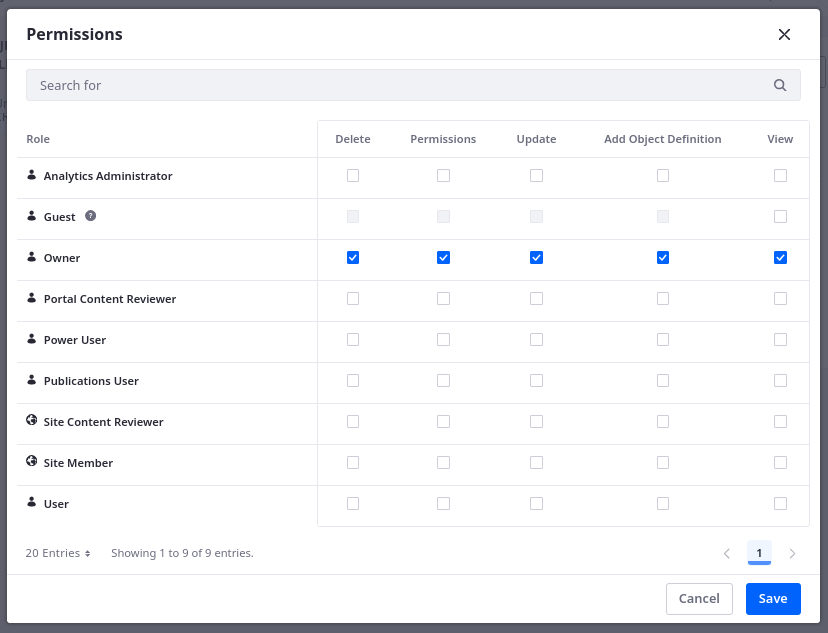 Permissions
Search for
Role Delete Permissions Update Add Object Definition View
Analytics Administrator
Guest ?
Owner
Portal Content Reviewer
Power User
Publications User
Site Content Reviewer
Site Member
User
20 Entries Showing 1 to 9 of 9 entries. 1
Cancel Save